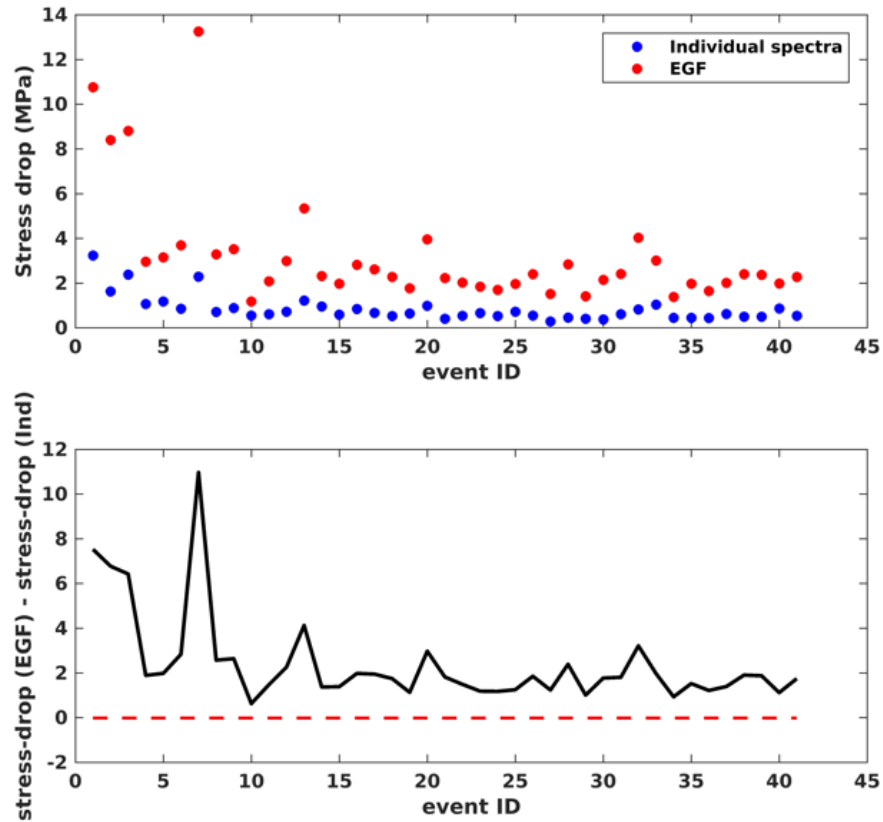 14
12
10
8
6
4
2
0
Stress drop (MPa)
Individual spectra
EGF
0 5 10 15 20 25 30 35 40 45
event ID
12
10
8
6
4
2
0
-2
stress-drop (EGF) - stress-drop (Ind)
0 5 10 15 20 25 30 35 40 45
event ID